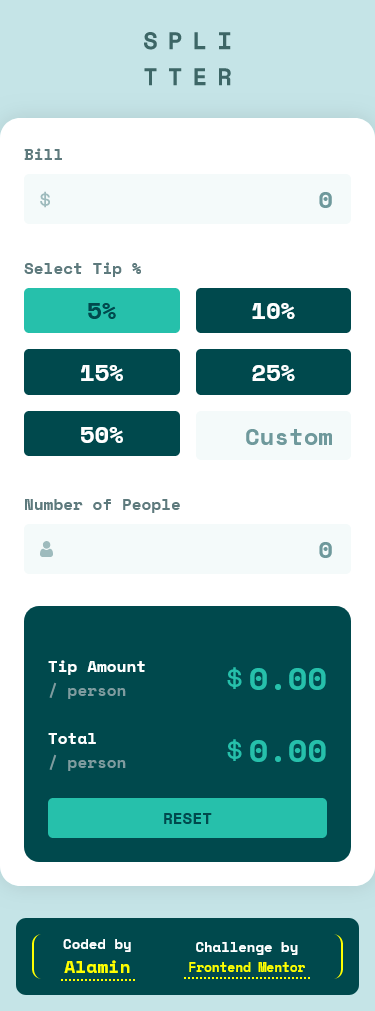 SPLI
TTER
Bill
$ 0
Select Tip %
5% 10%
15% 25%
50% Custom
Number of People
0
Tip Amount
/ person
$0.00
Total
/ person
$0.00
RESET
Coded by
Alamin
Challenge by
Frontend Mentor